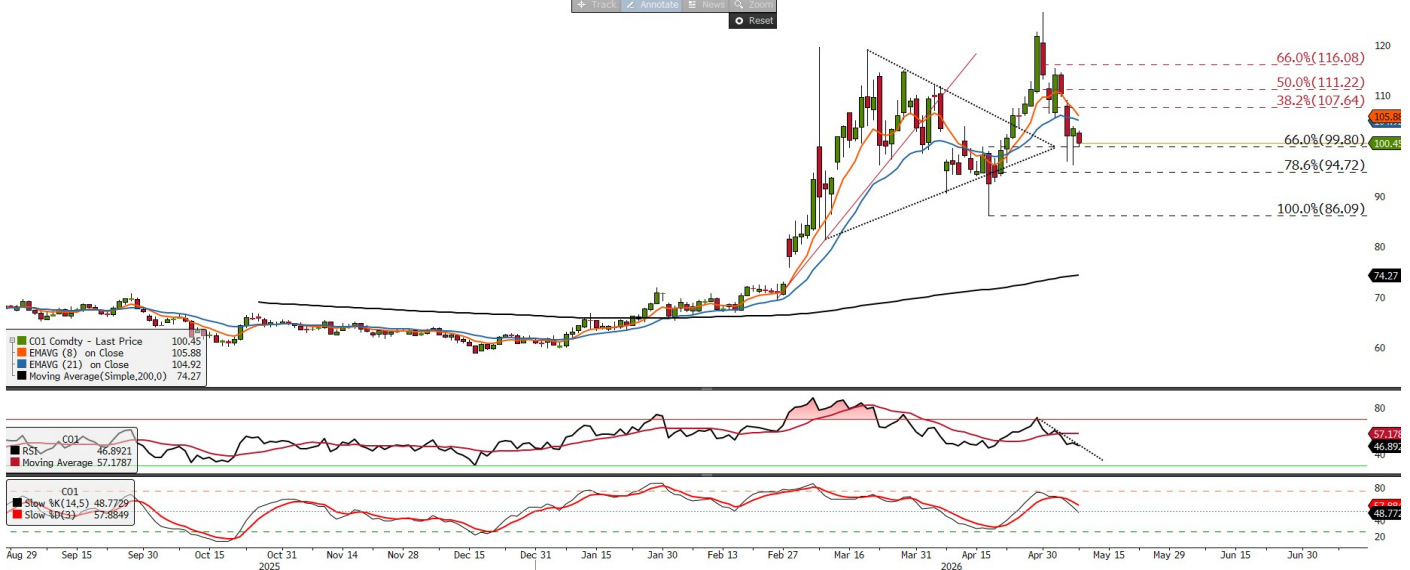 Track Annotate News Zoom
Reset
120
110
90
80
70
60
66.0%(116.08)
50.0%(111.22)
38.2%(107.64)
105.88
66.0%(99.80)
100.45
78.6%(94.72)
100.0%(86.09)
74.27
CO1 Comdty - Last Price 100.45
EMAVG (8) on Close 105.88
EMAVG (21) on Close 104.92
Moving Average(Simple,200,0) 74.27
CO1
RSI 46.8921
Moving Average 57.1787
80
57.178
46.892
40
CO1
Slow %K(14,5) 48.7729
Slow %D(3) 57.8849
80
48.772
40
20
Aug 29 Sep 15 Sep 30 Oct 15 Oct 31 Nov 14 Nov 28 Dec 15 Dec 31 Jan 15 Jan 30 Feb 13 Feb 27 Mar 16 Mar 31 Apr 15 Apr 30 May 15 May 29 Jun 15 Jun 30
2025 2026